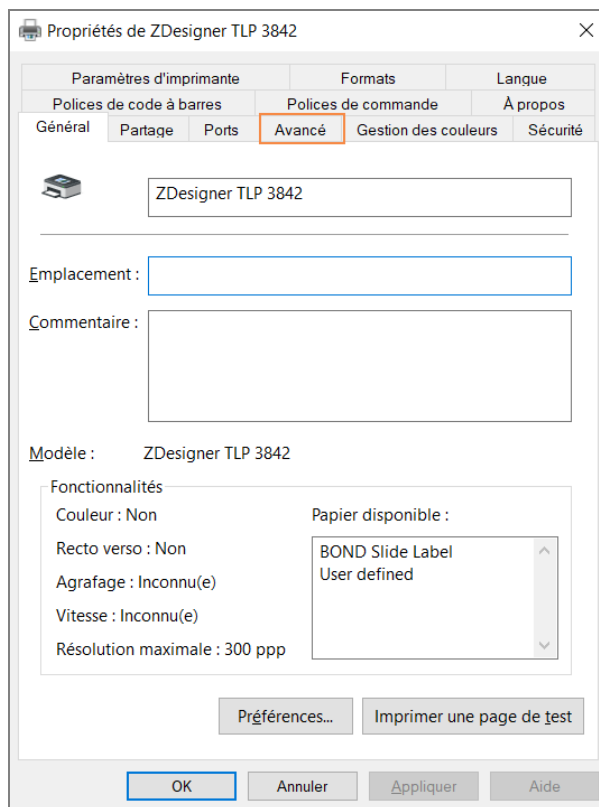 Propriétés de ZDesigner TLP 3842
Paramètres d'imprimante Formats Langue
Polices de code à barres Polices de commande À propos
Général Partage Ports Avancé Gestion des couleurs Sécurité
ZDesigner TLP 3842
Emplacement :
Commentaire :
Modèle : ZDesigner TLP 3842
Fonctionnalités
Couleur : Non Papier disponible :
Recto verso : Non BOND Slide Label
User defined
Agrafage : Inconnu(e)
Vitesse : Inconnu(e)
Résolution maximale : 300 ppp
Préférences... Imprimer une page de test
OK Annuler Appliquer Aide